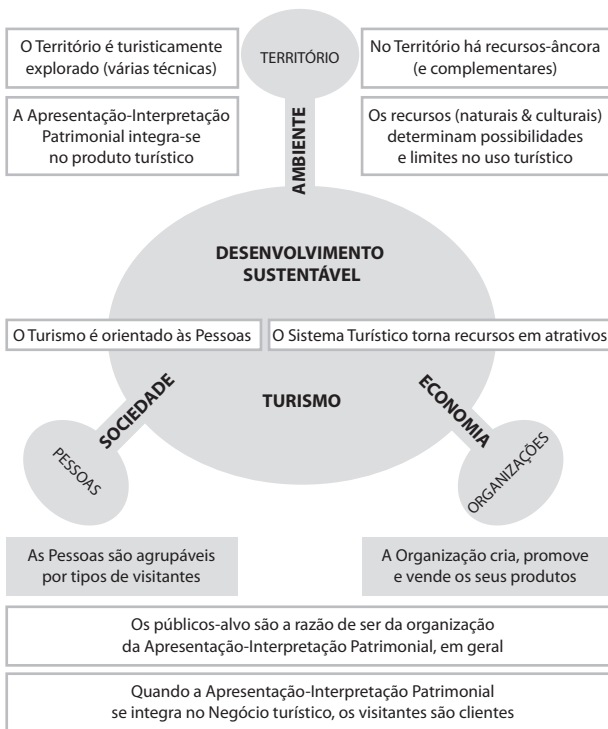 O Território é turisticamente
explorado (várias técnicas)
TERRITÓRIO
No Território há recursos-âncora
(e complementares)
A Apresentação-Interpretação
Patrimonial integra-se
no produto turístico
AMBIENTE
Os recursos (naturais & culturais)
determinam possibilidades
e limites no uso turístico
DESENVOLVIMENTO
SUSTENTÁVEL
O Turismo é orientado às Pessoas
O Sistema Turístico torna recursos em atrativos
TURISMO
SOCIEDADE
ECONOMIA
PESSOAS
ORGANIZAÇÕES
As Pessoas são agrupáveis
por tipos de visitantes
A Organização cria, promove
e vende os seus produtos
Os públicos-alvo são a razão de ser da organização
da Apresentação-Interpretação Patrimonial, em geral
Quando a Apresentação-Interpretação Patrimonial
se integra no Negócio turístico, os visitantes são clientes